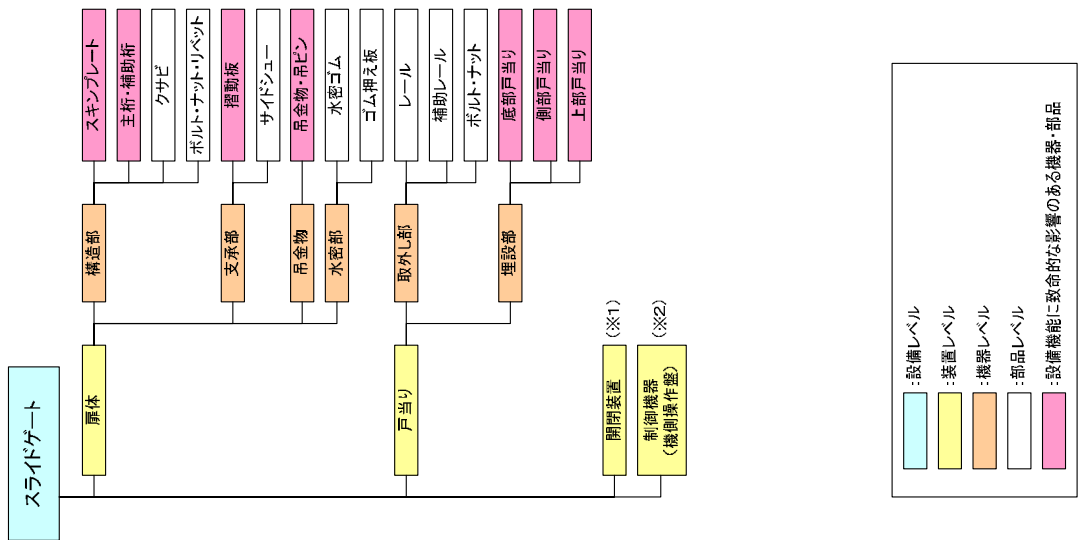 スライドゲート
扉体
構造部
スキンプレート
主桁・補助桁
クサビ
ボルト・ナット・リベット
支承部
摺動板
サイドシュー
吊金物
吊金物・吊ピン
水密部
水密ゴム
ゴム押え板
戸当り
取外し部
レール
補助レール
ボルト・ナット
埋設部
底部戸当り
側部戸当り
上部戸当り
開閉装置
(※1)
制御機器
(機側操作盤)
(※2)
:設備レベル
:装置レベル
:機器レベル
:部品レベル
:設備機能に致命的な影響のある機器・部品